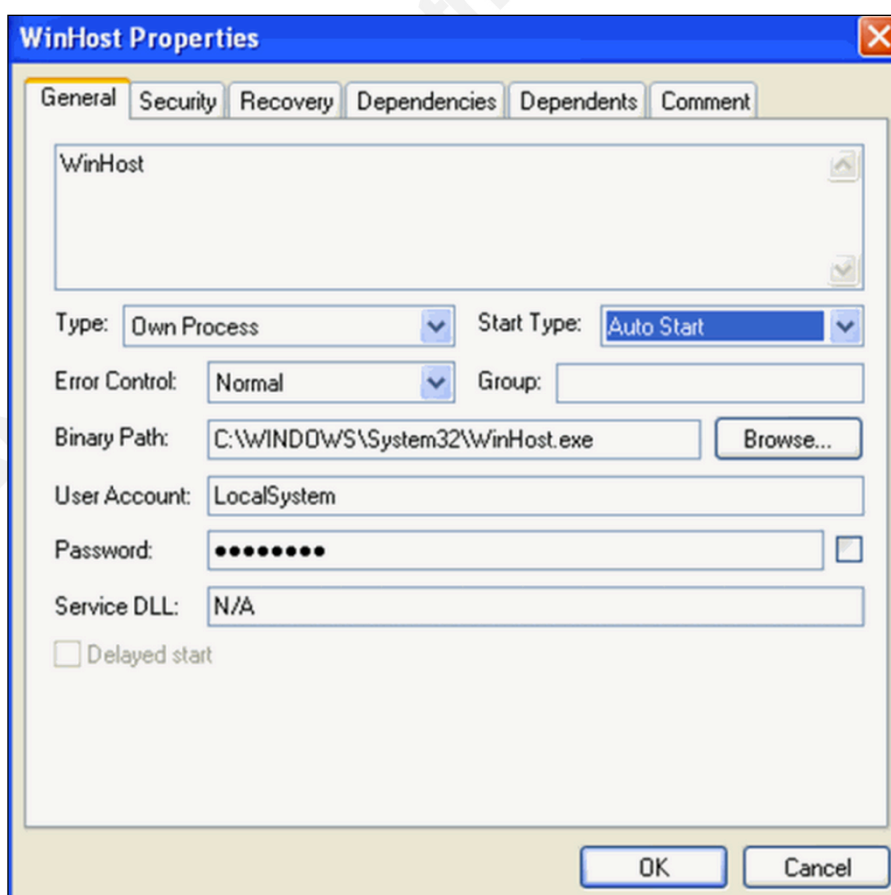 WinHost Properties
General Security Recovery Dependencies Dependents Comment
WinHost
Type: Own Process Start Type: Auto Start
Error Control: Normal Group:
Binary Path: C:\WINDOWS\System32\WinHost.exe Browse...
User Account: LocalSystem
Password: ●●●●●●●●
Service DLL: N/A
Delayed start
OK Cancel